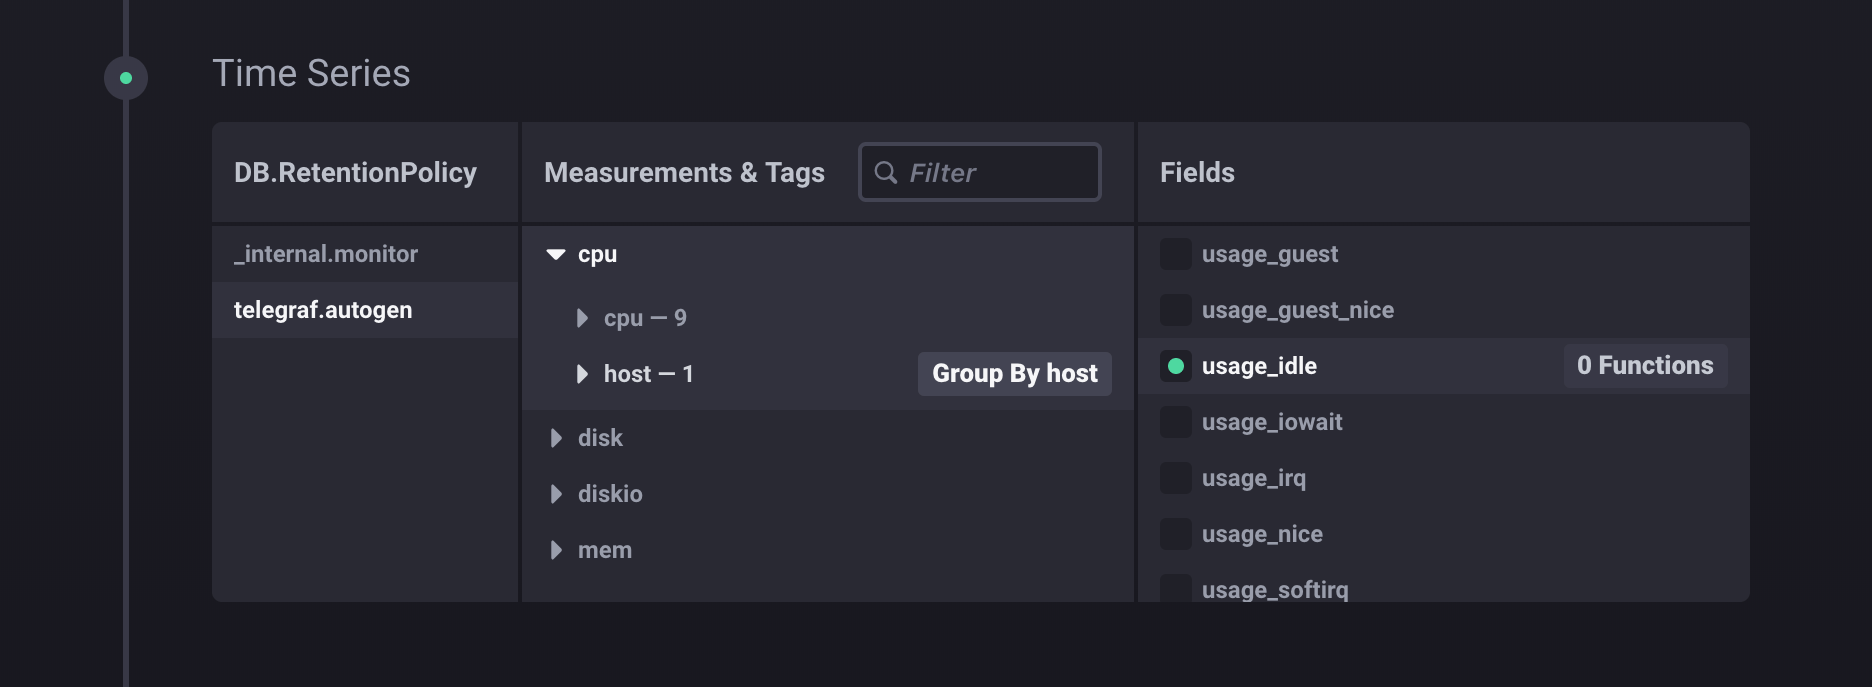 Time Series
DB.RetentionPolicy
_internal.monitor
telegraf.autogen
Measurements & Tags
Filter
cpu
cpu — 9
host — 1
Group By host
disk
diskio
mem
Fields
usage_guest
usage_guest_nice
usage_idle
0 Functions
usage_iowait
usage_irq
usage_nice
usage_softirq